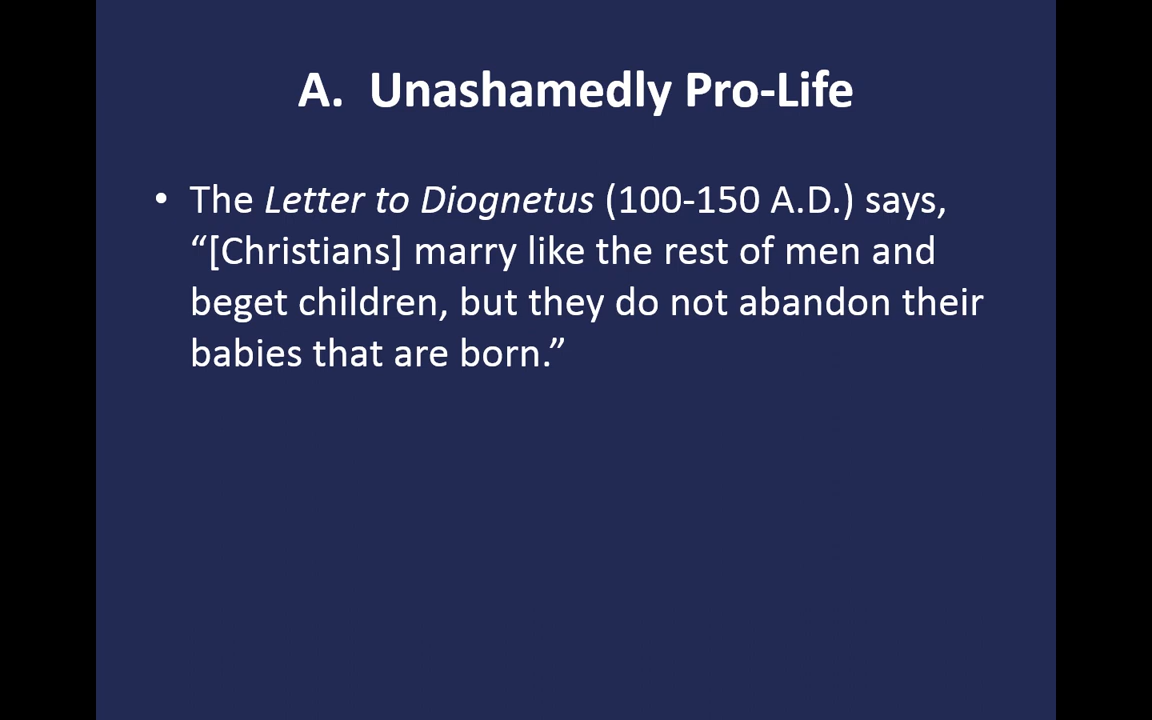 A. Unashamedly Pro-Life
• The Letter to Diognetus (100-150 A.D.) says,
“[Christians] marry like the rest of men and
beget children, but they do not abandon their
babies that are born.”